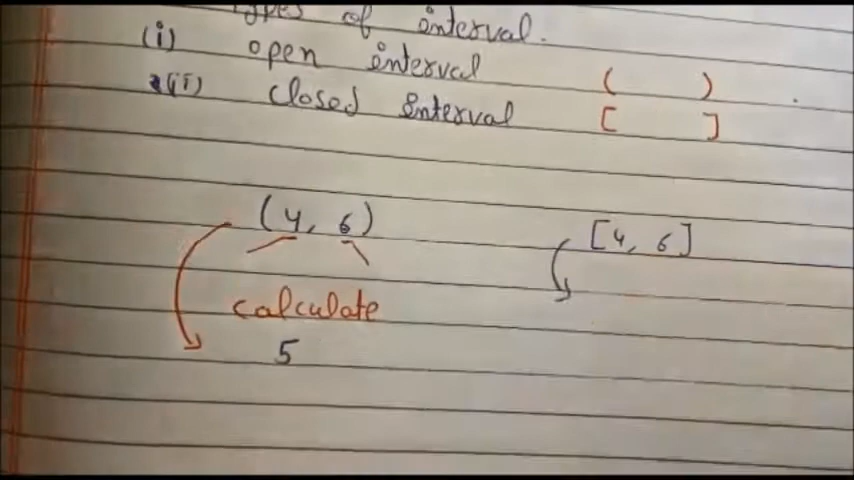 Types of interval.
(i) open interval ( )
(ii) closed interval [ ]
(4, 6) [4, 6]
calculate
5